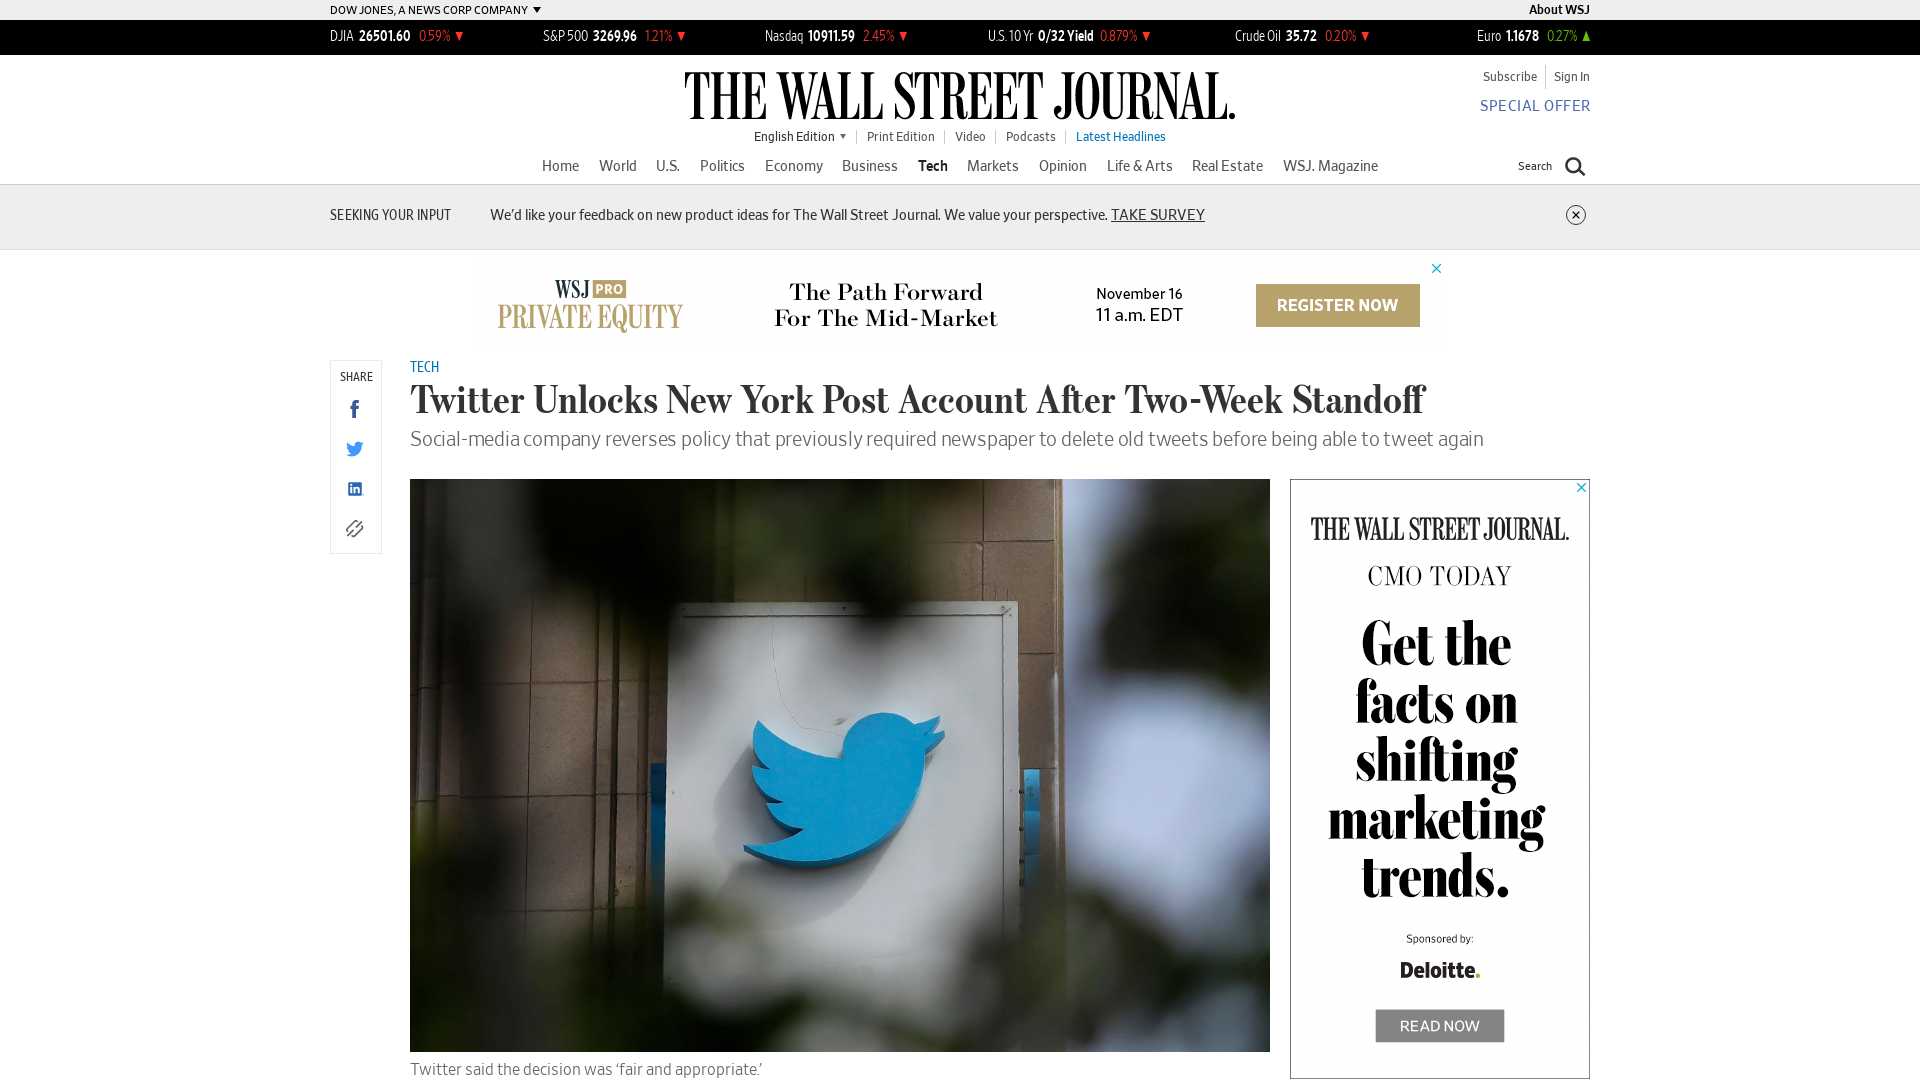 DOW JONES, A NEWS CORP COMPANY
About WSJ
DJIA 26501.60 0.59%
S&P 500 3269.96 1.21%
Nasdaq 10911.59 2.45%
U.S. 10 Yr 0/32 Yield 0.879%
Crude Oil 35.72 0.20%
Euro 1.1678 0.27%
THE WALL STREET JOURNAL.
Subscribe
Sign In
SPECIAL OFFER
English Edition
Print Edition
Video
Podcasts
Latest Headlines
Home
World
U.S.
Politics
Economy
Business
Tech
Markets
Opinion
Life & Arts
Real Estate
WSJ. Magazine
Search
SEEKING YOUR INPUT
We’d like your feedback on new product ideas for The Wall Street Journal. We value your perspective. TAKE SURVEY
WSJ PRO
PRIVATE EQUITY
The Path Forward
For The Mid-Market
November 16
11 a.m. EDT
REGISTER NOW
SHARE
TECH
Twitter Unlocks New York Post Account After Two-Week Standoff
Social-media company reverses policy that previously required newspaper to delete old tweets before being able to tweet again
THE WALL STREET JOURNAL.
CMO TODAY
Get the
facts on
shifting
marketing
trends.
Sponsored by:
Deloitte.
READ NOW
Twitter said the decision was ‘fair and appropriate.’